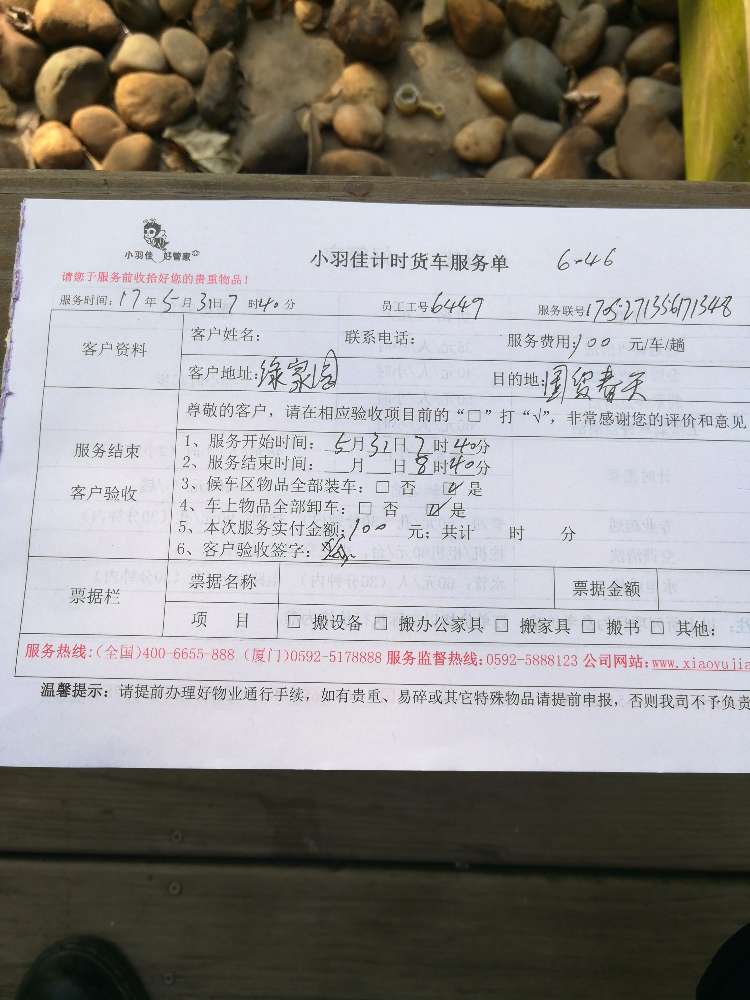 小羽佳 好管家
小羽佳计时货车服务单 6-46
请您于服务前收拾好您的贵重物品！
服务时间：17年5月31日7时40分 员工工号6449 服务联号1705271356171348
客户资料
客户姓名： 联系电话： 服务费用：100 元/车/趟
客户地址：绿家园 目的地：国贸春天
服务结束
客户验收
尊敬的客户，请在相应验收项目前的“□”打“√”，非常感谢您的评价和意见
1、服务开始时间：5月31日7时40分
2、服务结束时间：__月__日8时40分
3、候车区物品全部装车：□ 否 ☑ 是
4、车上物品全部卸车：□ 否 ☑ 是
5、本次服务实付金额：100 元；共计 时 分
6、客户验收签字：
票据栏
票据名称 票据金额
项 目 □ 搬设备 □ 搬办公家具 □ 搬家具 □ 搬书 □ 其他：
服务热线：(全国)400-6655-888 (厦门)0592-5178888 服务监督热线:0592-5888123 公司网站:www.xiaoyujia
温馨提示：请提前办理好物业通行手续，如有贵重、易碎或其它特殊物品请提前申报，否则我司不予负责